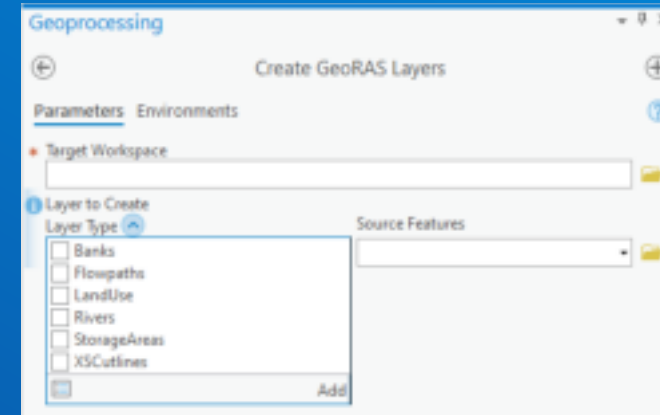 Geoprocessing
Create GeoRAS Layers
Parameters Environments
* Target Workspace
Layer to Create
Layer Type
Source Features
Banks
Flowpaths
LandUse
Rivers
StorageAreas
XSCutlines
Add